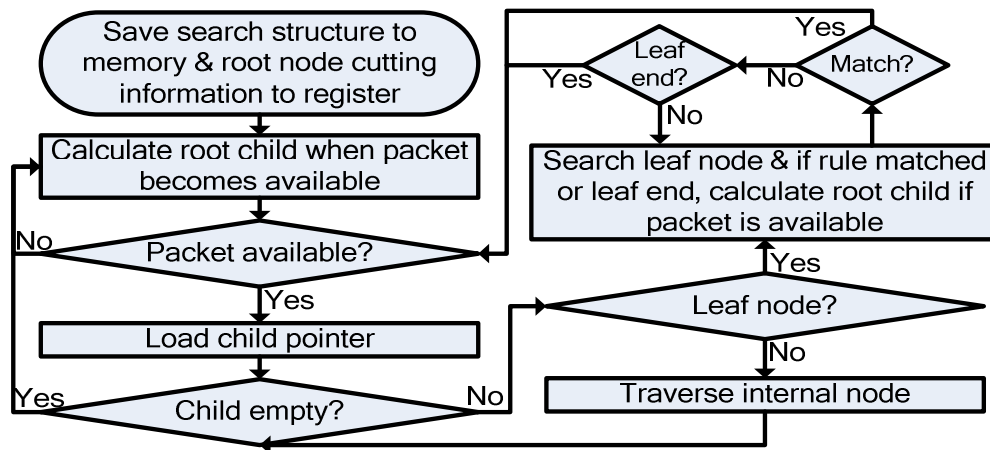 Save search structure to
memory & root node cutting
information to register
Calculate root child when packet
becomes available
No
Packet available?
Yes
Load child pointer
Yes
Child empty?
No
Yes
Leaf
end?
Yes
No
Match?
No
Search leaf node & if rule matched
or leaf end, calculate root child if
packet is available
Yes
Leaf node?
No
Traverse internal node